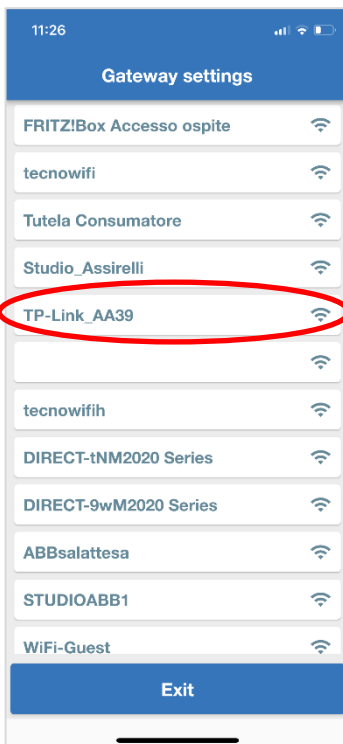 11:26
Gateway settings
FRITZ!Box Accesso ospite
tecnowifi
Tutela Consumatore
Studio_Assirelli
TP-Link_AA39
tecnowifih
DIRECT-tNM2020 Series
DIRECT-9wM2020 Series
ABBsalattesa
STUDIOABB1
WiFi-Guest
Exit